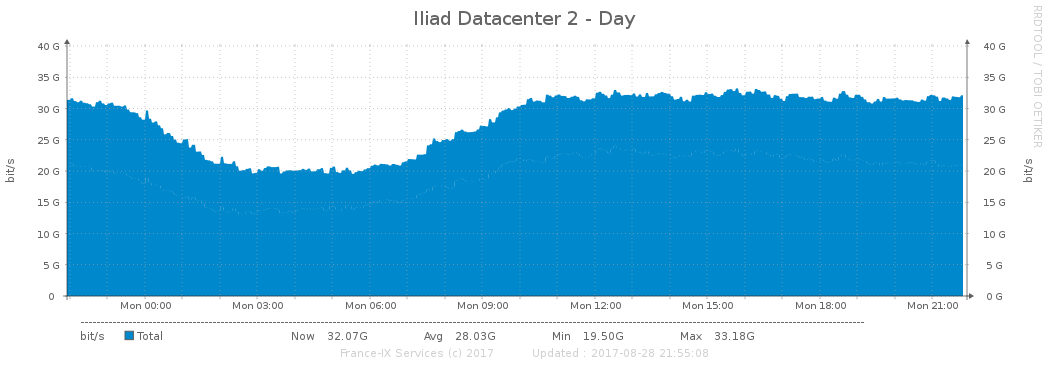 Iliad Datacenter 2 - Day
RRDTOOL / TOBI OETIKER
40 G 40 G
35 G 35 G
30 G 30 G
25 G 25 G
20 G 20 G
15 G 15 G
10 G 10 G
5 G 5 G
0 0 G
bit/s bit/s
Mon 00:00 Mon 03:00 Mon 06:00 Mon 09:00 Mon 12:00 Mon 15:00 Mon 18:00 Mon 21:00
bit/s Total Now 32.07G Avg 28.03G Min 19.50G Max 33.18G
France-IX Services (c) 2017 Updated : 2017-08-28 21:55:08